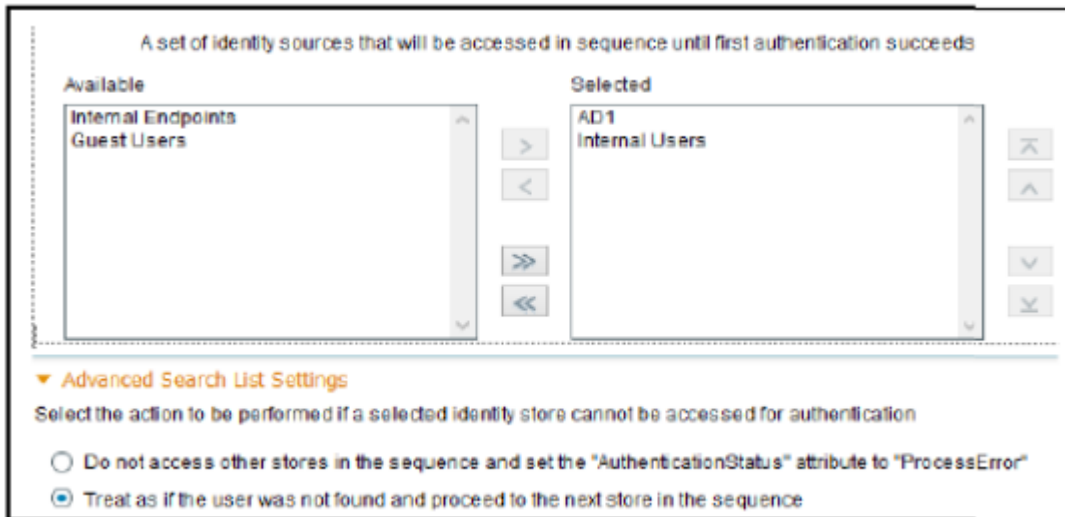 A set of identity sources that will be accessed in sequence until first authentication succeeds
Available
Selected
Internal Endpoints
Guest Users
AD1
Internal Users
Advanced Search List Settings
Select the action to be performed if a selected identity store cannot be accessed for authentication
Do not access other stores in the sequence and set the "AuthenticationStatus" attribute to "ProcessError"
Treat as if the user was not found and proceed to the next store in the sequence